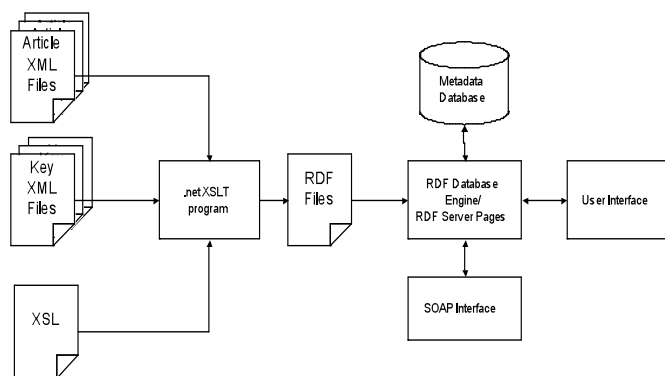 Article
Article
XML
Files
Key
XML
Files
XSL
.net XSLT
program
RDF
Files
Metadata
Database
RDF Database
Engine/
RDF Server Pages
User Interface
SOAP Interface